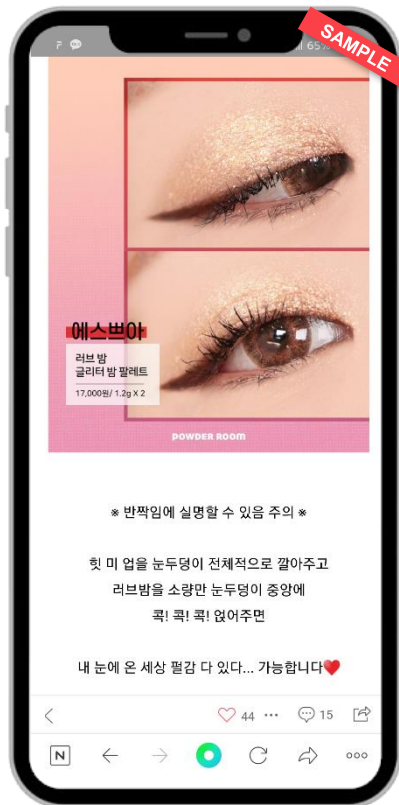 SAMPLE
65%
에스쁘아
러브 밤
글리터 밤 팔레트
17,000원/ 1.2g X 2
POWDER ROOM
※ 반짝임에 실명할 수 있음 주의 ※
힛 미 업을 눈두덩이 전체적으로 깔아주고
러브밤을 소량만 눈두덩이 중앙에
콕! 콕! 콕! 얹어주면
내 눈에 온 세상 펄감 다 있다... 가능합니다❤️
44
15
N